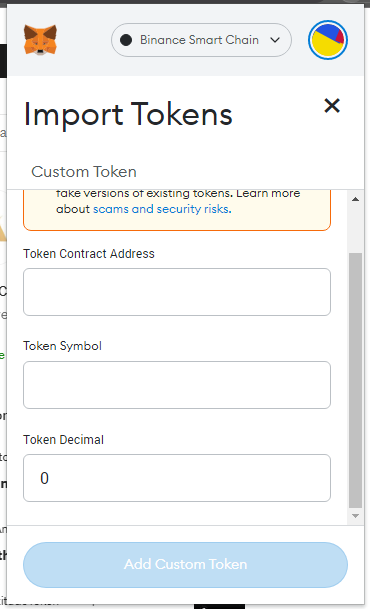 Binance Smart Chain
Import Tokens
Custom Token
fake versions of existing tokens. Learn more
about scams and security risks.
Token Contract Address
Token Symbol
Token Decimal
0
Add Custom Token